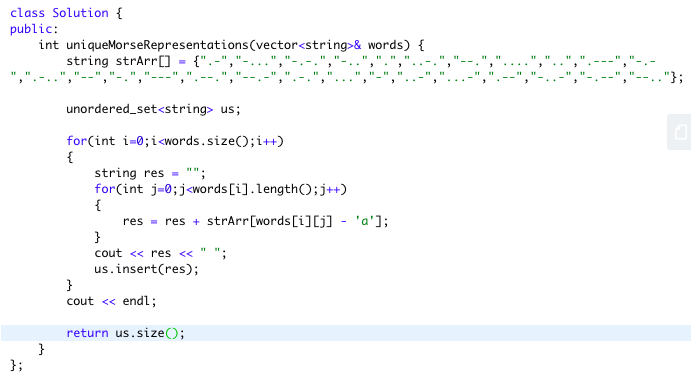 class Solution {
public:
    int uniqueMorseRepresentations(vector<string>& words) {
        string strArr[] = {".-","-...","-.-.","-..",".","..-.","--.","....","..",".---","-.-
",".-..","--","-.","---",".--.","--.-",".-.","...","-","..-","...-",".--","-..-","-.--","--.."};
        unordered_set<string> us;
        for(int i=0;i<words.size();i++)
        {
            string res = "";
            for(int j=0;j<words[i].length();j++)
            {
                res = res + strArr[words[i][j] - 'a'];
            }
            cout << res << " ";
            us.insert(res);
        }
        cout << endl;
        return us.size();
    }
};